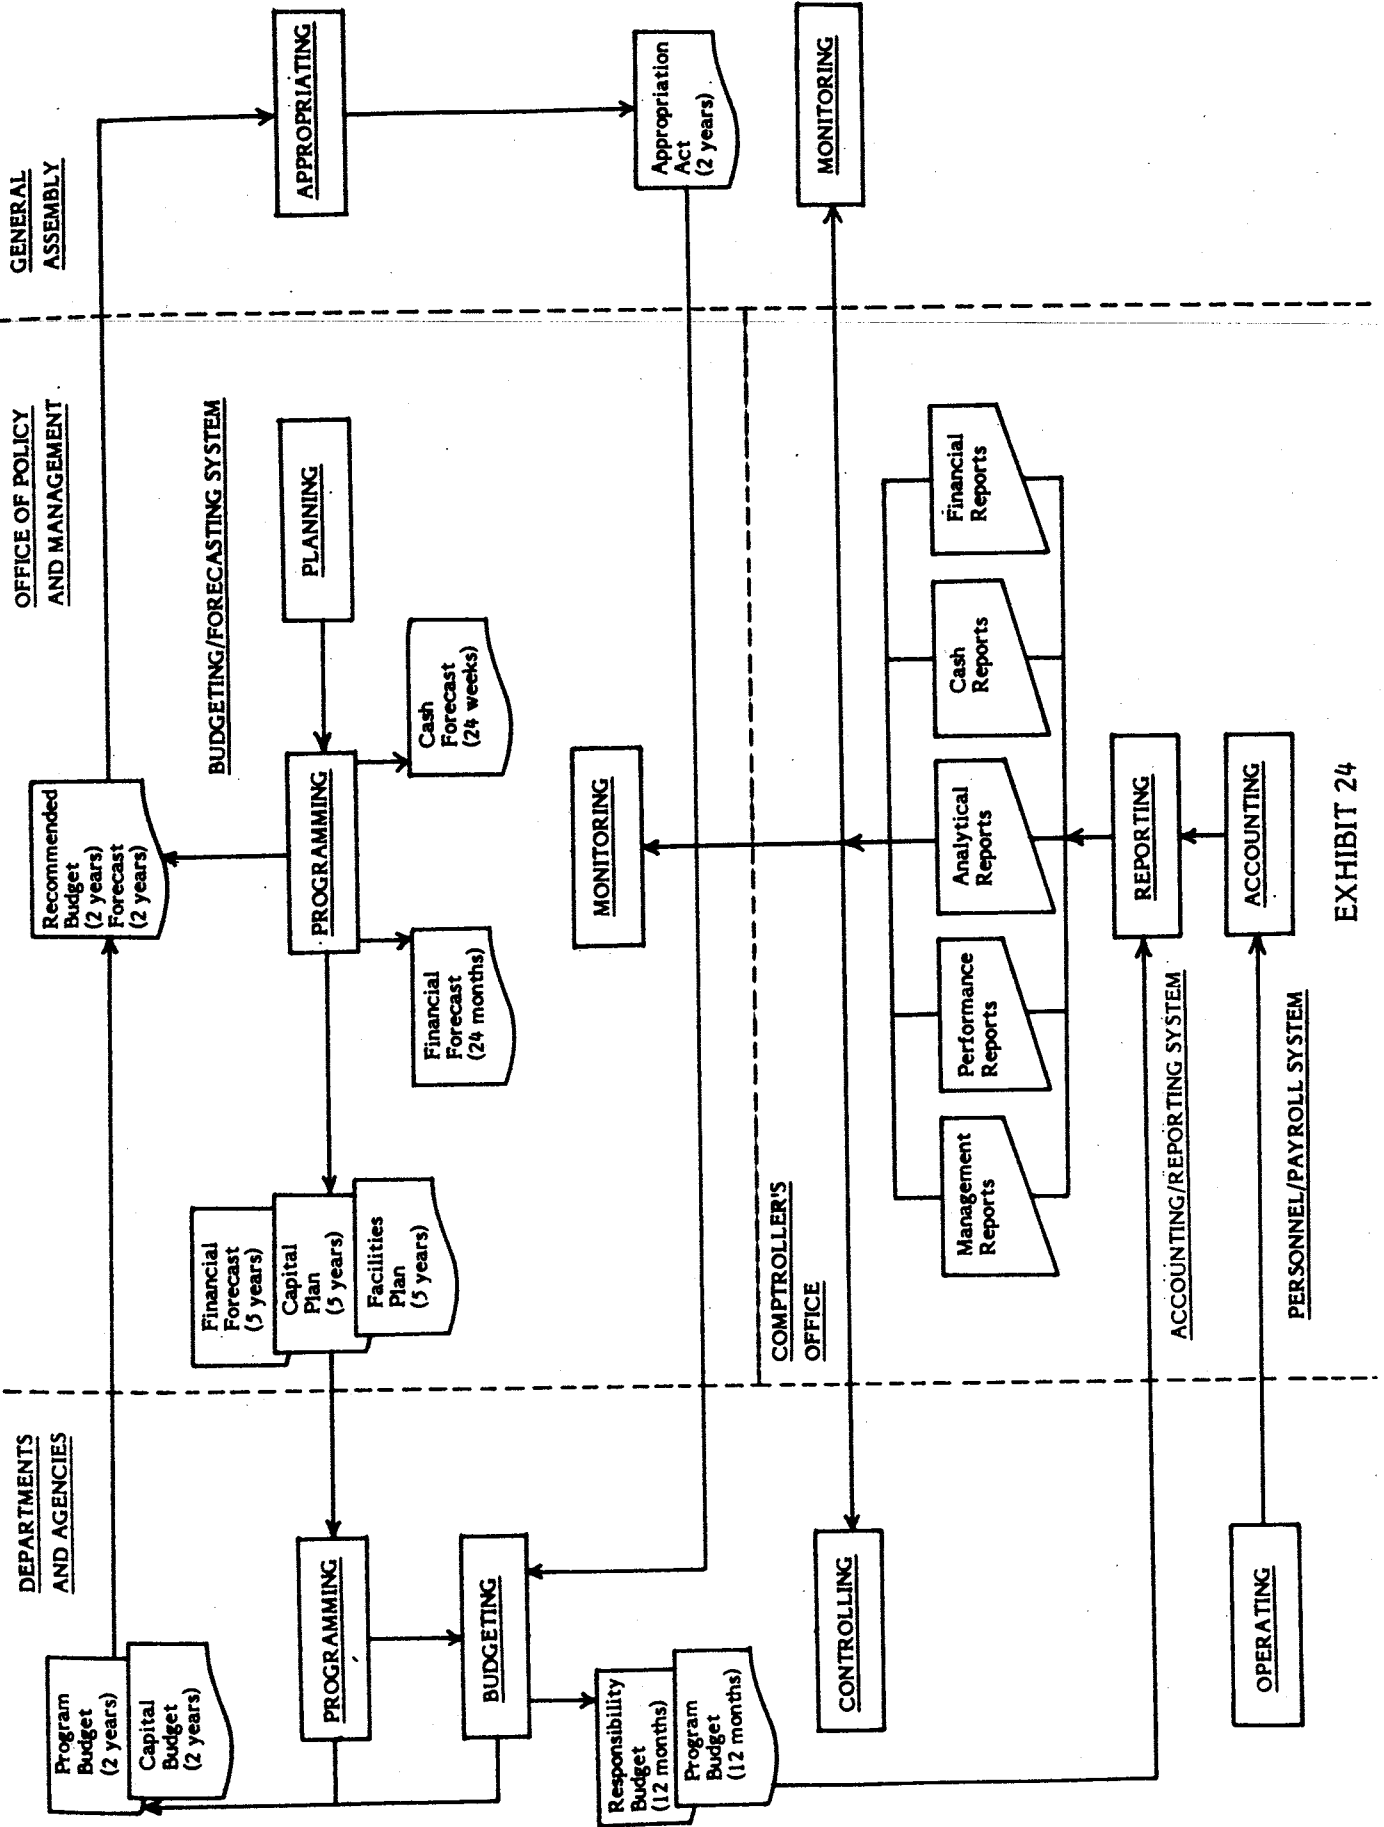 DEPARTMENTS
AND AGENCIES
OFFICE OF POLICY
AND MANAGEMENT
GENERAL
ASSEMBLY
Program
Budget
(2 years)
Capital
Budget
(2 years)
Recommended
Budget
(2 years)
Forecast
(2 years)
BUDGETING/FORECASTING SYSTEM
Financial
Forecast
(5 years)
Capital
Plan
(5 years)
Facilities
Plan
(5 years)
PROGRAMMING
PROGRAMMING
PLANNING
APPROPRIATING
Financial
Forecast
(24 months)
Cash
Forecast
(24 weeks)
BUDGETING
Responsibility
Budget
(12 months)
Program
Budget
(12 months)
MONITORING
Appropriation
Act
(2 years)
COMPTROLLER'S
OFFICE
CONTROLLING
MONITORING
Management
Reports
Performance
Reports
Analytical
Reports
Cash
Reports
Financial
Reports
REPORTING
ACCOUNTING/REPORTING SYSTEM
OPERATING
ACCOUNTING
PERSONNEL/PAYROLL SYSTEM
EXHIBIT 24